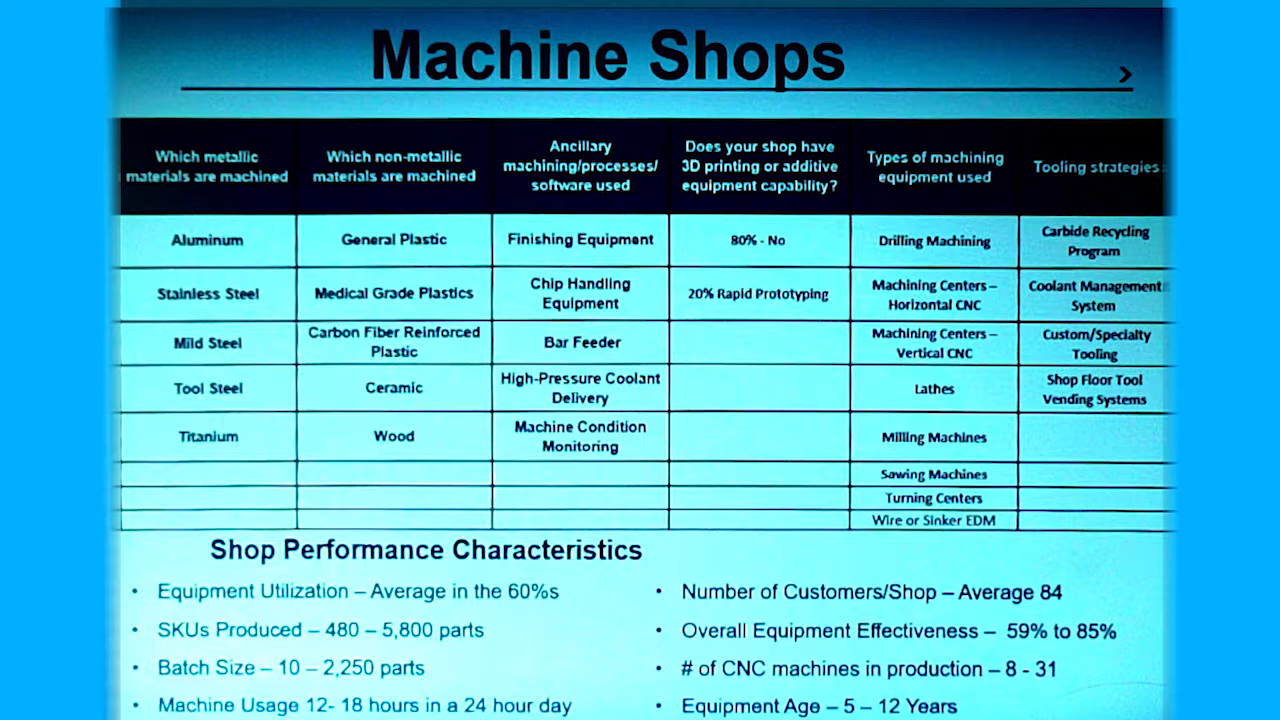 Machine Shops
Which metallic
materials are machined
Which non-metallic
materials are machined
Ancillary
machining/processes/
software used
Does your shop have
3D printing or additive
equipment capability?
Types of machining
equipment used
Tooling strategies
Aluminum
General Plastic
Finishing Equipment
80% - No
Drilling Machining
Carbide Recycling
Program
Stainless Steel
Medical Grade Plastics
Chip Handling
Equipment
20% Rapid Prototyping
Machining Centers –
Horizontal CNC
Coolant Management
System
Mild Steel
Carbon Fiber Reinforced
Plastic
Bar Feeder
Machining Centers –
Vertical CNC
Custom/Specialty
Tooling
Tool Steel
Ceramic
High-Pressure Coolant
Delivery
Lathes
Shop Floor Tool
Vending Systems
Titanium
Wood
Machine Condition
Monitoring
Milling Machines
Sawing Machines
Turning Centers
Wire or Sinker EDM
Shop Performance Characteristics
• Equipment Utilization – Average in the 60%s
• SKUs Produced – 480 – 5,800 parts
• Batch Size – 10 – 2,250 parts
• Machine Usage 12- 18 hours in a 24 hour day
• Number of Customers/Shop – Average 84
• Overall Equipment Effectiveness – 59% to 85%
• # of CNC machines in production – 8 - 31
• Equipment Age – 5 – 12 Years